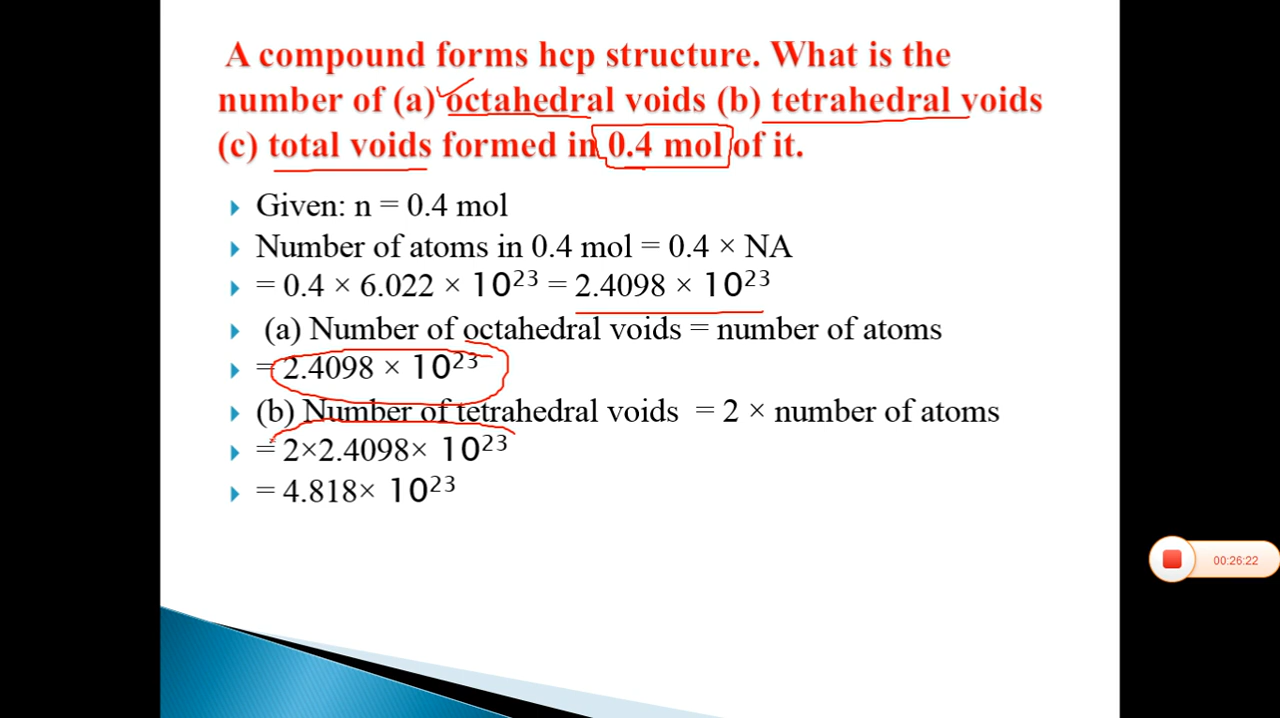 A compound forms hcp structure. What is the
number of (a) octahedral voids (b) tetrahedral voids
(c) total voids formed in 0.4 mol of it.
Given: n = 0.4 mol
Number of atoms in 0.4 mol = 0.4 × NA
= 0.4 × 6.022 × 10²³ = 2.4098 × 10²³
(a) Number of octahedral voids = number of atoms
= 2.4098 × 10²³
(b) Number of tetrahedral voids = 2 × number of atoms
= 2×2.4098× 10²³
= 4.818× 10²³
00:26:22